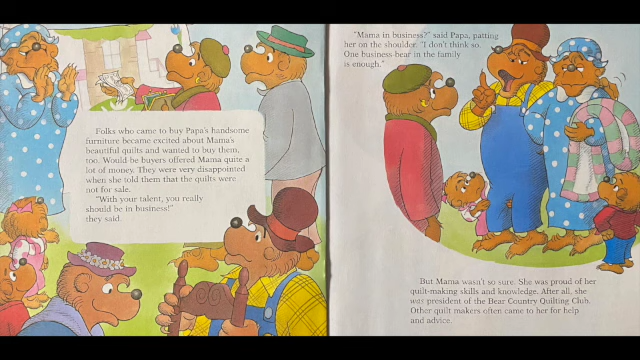 Folks who came to buy Papa's handsome
furniture became excited about Mama's
beautiful quilts and wanted to buy them,
too. Would-be buyers offered Mama quite a
lot of money. They were very disappointed
when she told them that the quilts were
not for sale.
"With your talent, you really
should be in business!"
they said.
"Mama in business?" said Papa, patting
her on the shoulder. "I don't think so.
One business-bear in the family
is enough."
But Mama wasn't so sure. She was proud of her
quilt-making skills and knowledge. After all, she
was president of the Bear Country Quilting Club.
Other quilt makers often came to her for help
and advice.